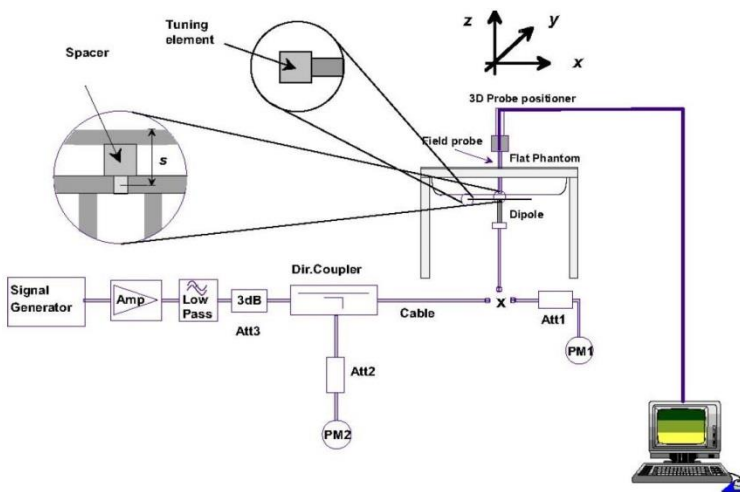 Tuning
element
Spacer
s
z
y
x
3D Probe positioner
Field probe
Flat Phantom
Dipole
Signal
Generator
Amp
Low
Pass
3dB
Att3
Dir.Coupler
Cable
x
Att1
PM1
Att2
PM2